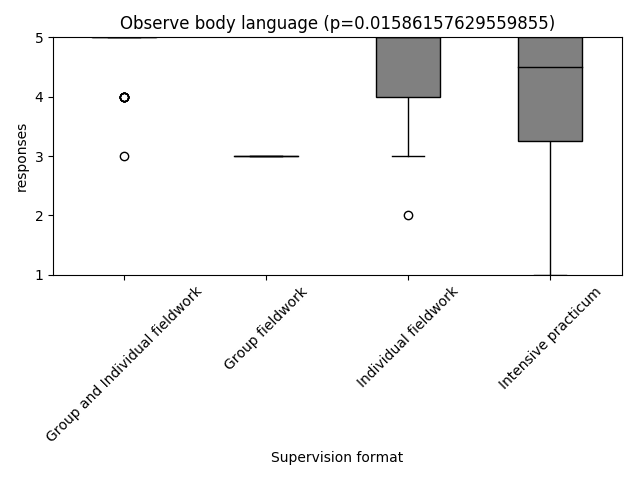 Observe body language (p=0.01586157629559855)
5
4
3
2
1
responses
Group and Individual fieldwork
Group fieldwork
Individual fieldwork
Intensive practicum
Supervision format